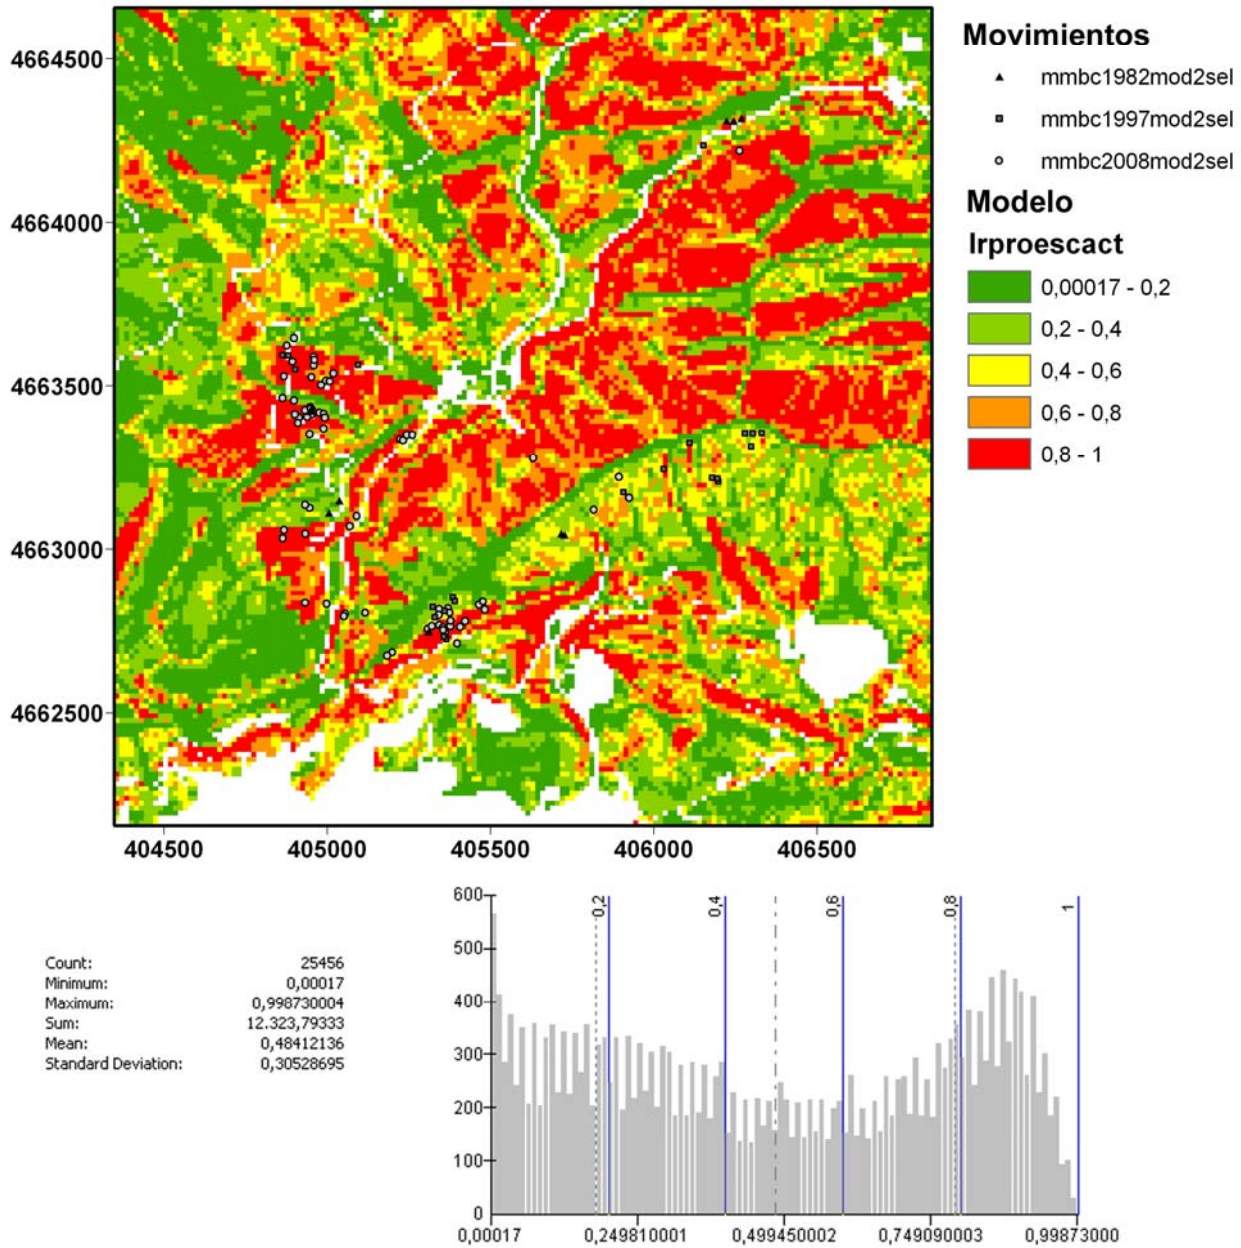 4664500
4664000
4663500
4663000
4662500
404500
405000
405500
406000
406500
Movimientos
mmbc1982mod2sel
mmbc1997mod2sel
mmbc2008mod2sel
Modelo
Irproescact
0,00017 - 0,2
0,2 - 0,4
0,4 - 0,6
0,6 - 0,8
0,8 - 1
Count: 25456
Minimum: 0,00017
Maximum: 0,998730004
Sum: 12.323,79333
Mean: 0,48412136
Standard Deviation: 0,30528695
600
500
400
300
200
100
0
0,2
0,4
0,6
0,8
1
0,00017
0,249810001
0,499450002
0,749090003
0,99873000